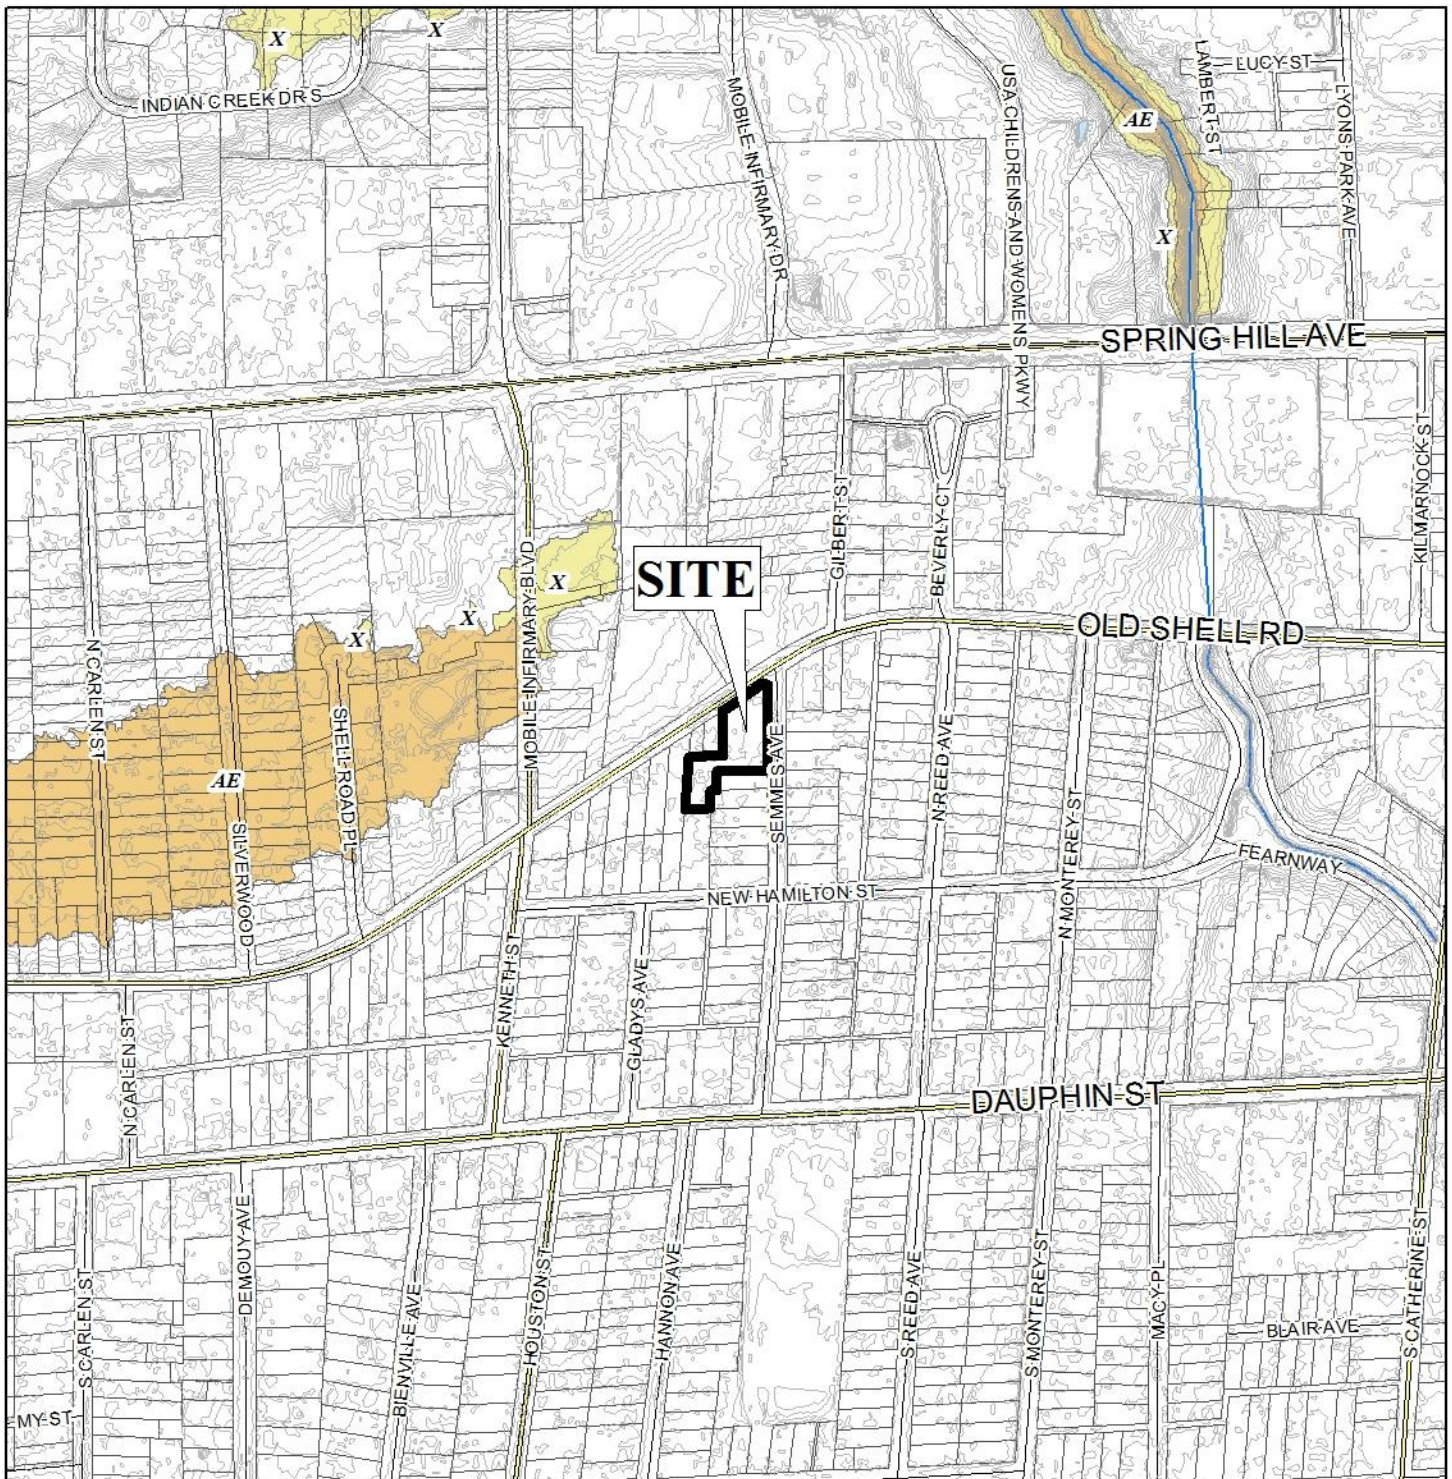 X
X
INDIAN CREEK DR S
MOBILE INFIRMARY DR
USA CHILDRENS AND WOMENS PKWY
LAMBERT ST
LUCY ST
LYONS PARK AVE
AE
X
SPRING HILL AVE
KILMARNOCK ST
GILBERT ST
BEVERLY CT
MOBILE INFIRMARY BLVD
X
X
X
SITE
OLD SHELL RD
N CARLEN ST
SHELL ROAD PL
AE
SILVERWOOD
SEMMES AVE
N REED AVE
N MONTEREY ST
FEARNWAY
NEW HAMILTON ST
KENNETH ST
GLADYS AVE
N CARLEN ST
DAUPHIN ST
S CARLEN ST
DEMOUY AVE
BIENVILLE AVE
HOUSTON ST
HANNON AVE
S REED AVE
S MONTEREY ST
MACY PL
BLAIR AVE
S CATHERINE ST
MY ST